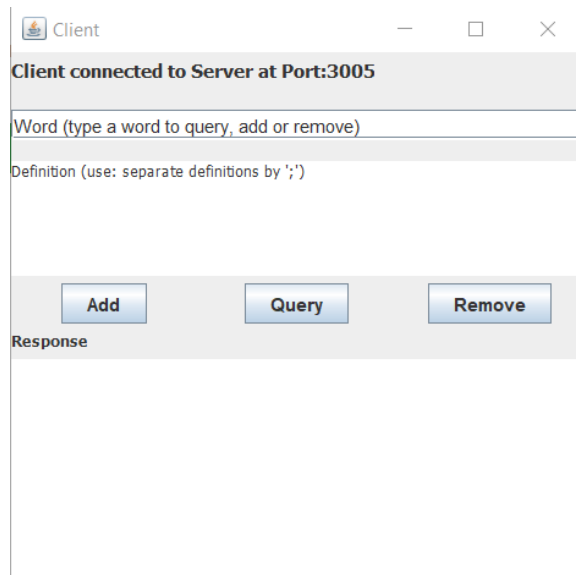 Client
Client connected to Server at Port:3005
Word (type a word to query, add or remove)
Definition (use: separate definitions by ';')
Add Query Remove
Response